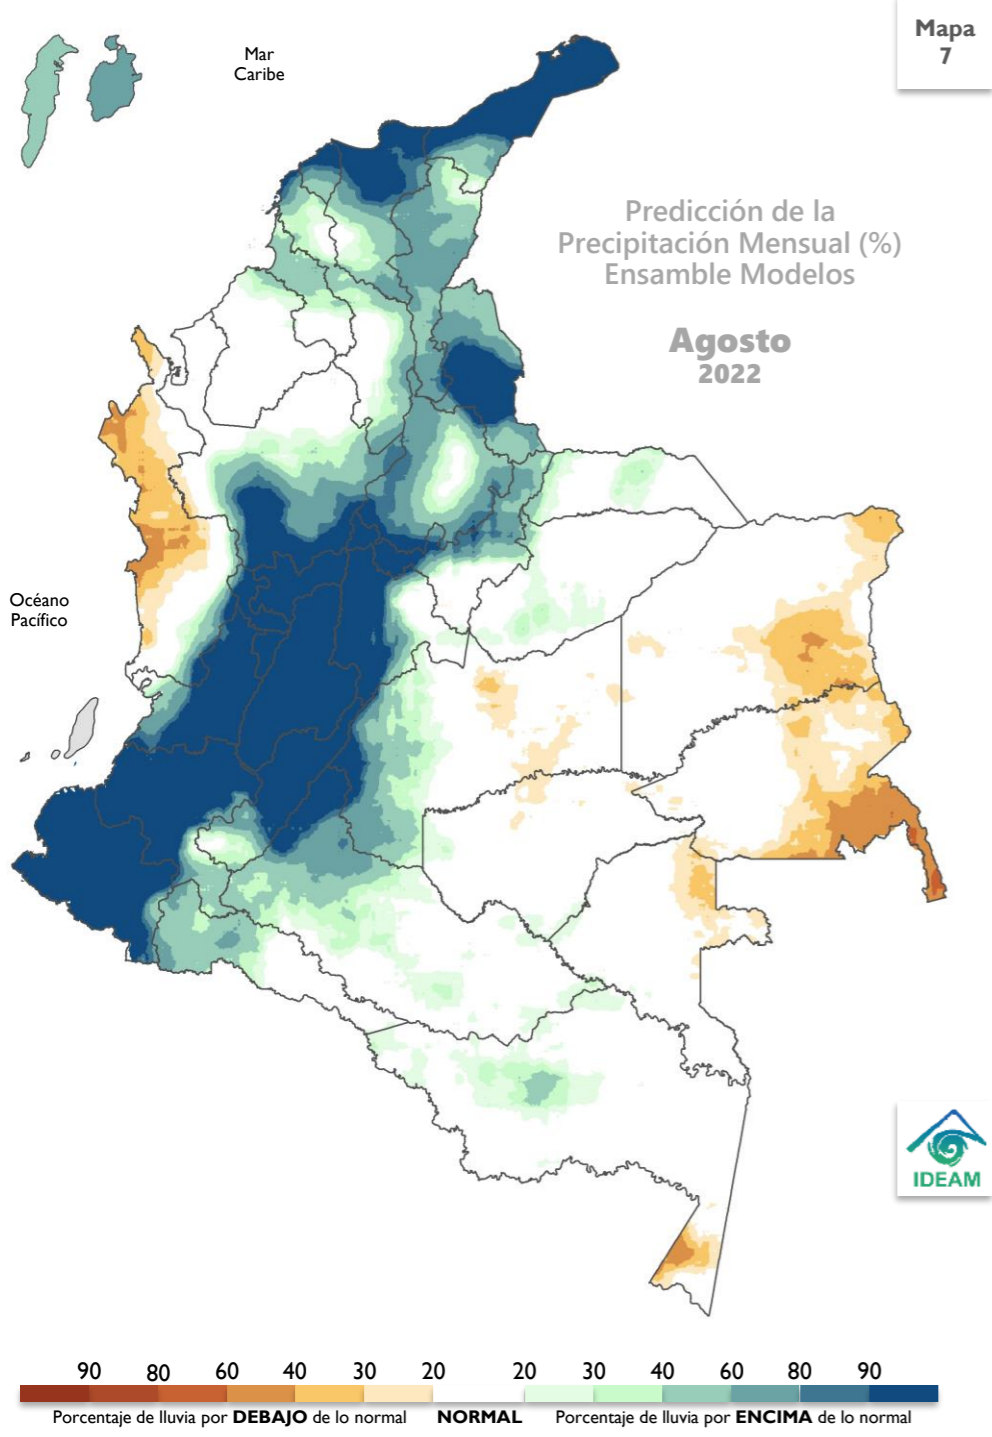 Mapa
7
Mar
Caribe
Predicción de la
Precipitación Mensual (%)
Ensamble Modelos
Agosto
2022
Océano
Pacífico
IDEAM
90 80 60 40 30 20 20 30 40 60 80 90
Porcentaje de lluvia por DEBAJO de lo normal NORMAL Porcentaje de lluvia por ENCIMA de lo normal